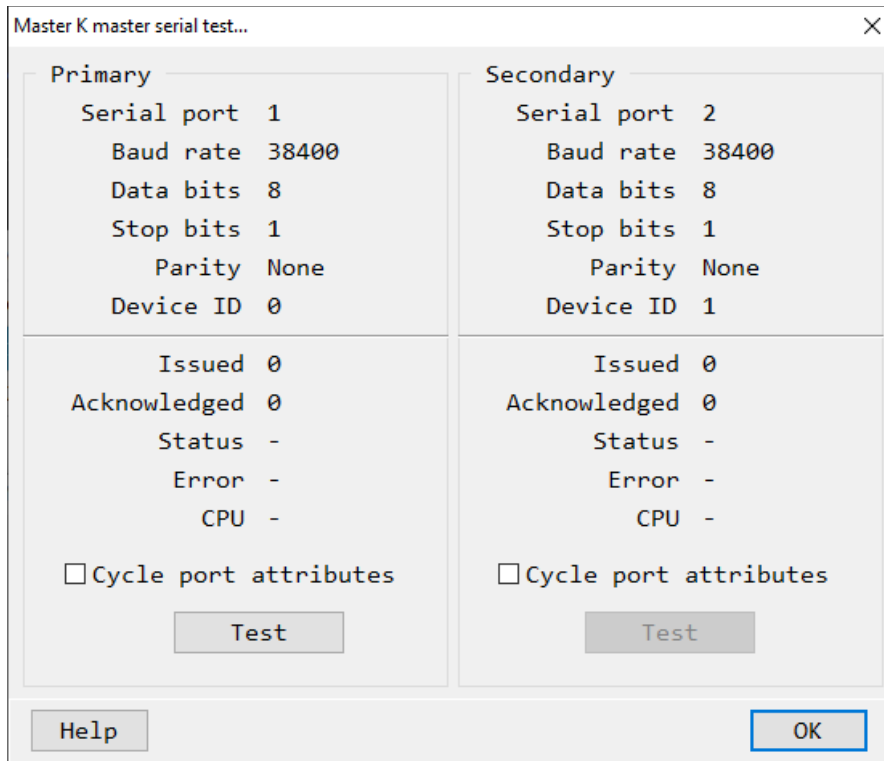 Master K master serial test...
Primary
Serial port 1
Baud rate 38400
Data bits 8
Stop bits 1
Parity None
Device ID 0
Issued 0
Acknowledged 0
Status -
Error -
CPU -
Cycle port attributes
Test
Secondary
Serial port 2
Baud rate 38400
Data bits 8
Stop bits 1
Parity None
Device ID 1
Issued 0
Acknowledged 0
Status -
Error -
CPU -
Cycle port attributes
Test
Help
OK